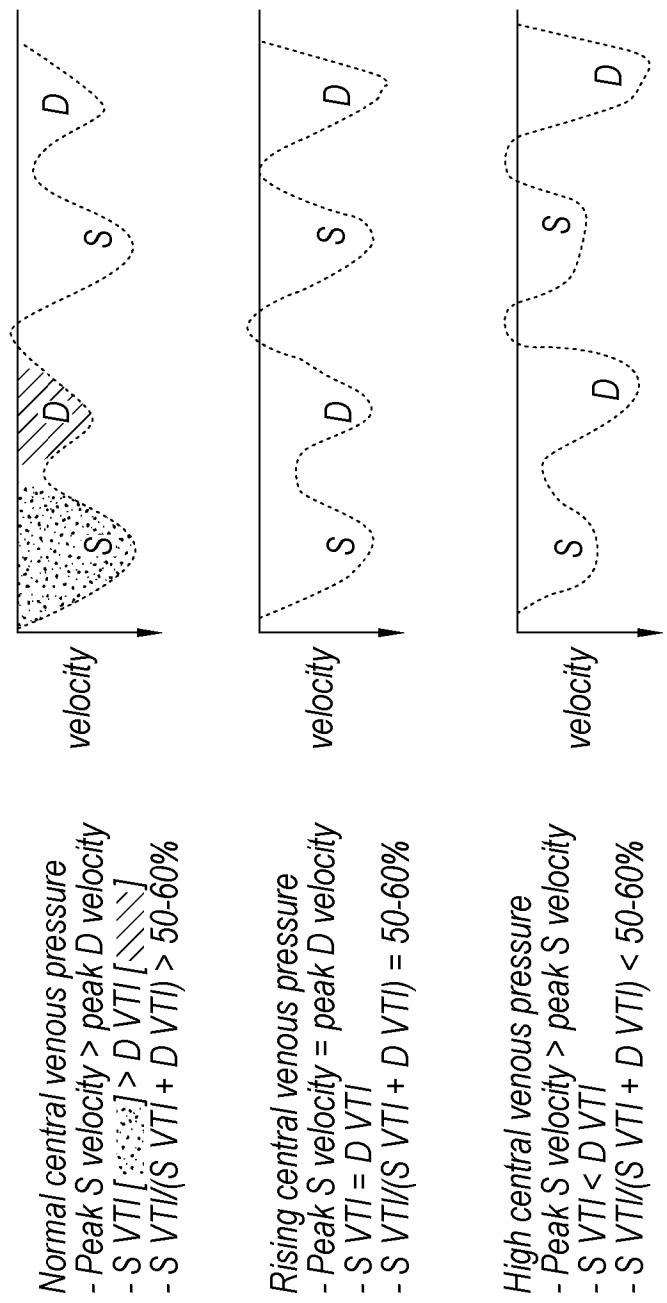 Normal central venous pressure
- Peak S velocity > peak D velocity
- S VTI [ ] > D VTI [ ]
- S VTI/(S VTI + D VTI) > 50-60%
velocity
S
D
S
D
Rising central venous pressure
- Peak S velocity = peak D velocity
- S VTI = D VTI
- S VTI/(S VTI + D VTI) = 50-60%
velocity
S
D
S
D
High central venous pressure
- Peak S velocity > peak S velocity
- S VTI < D VTI
- S VTI/(S VTI + D VTI) < 50-60%
velocity
S
D
S
D